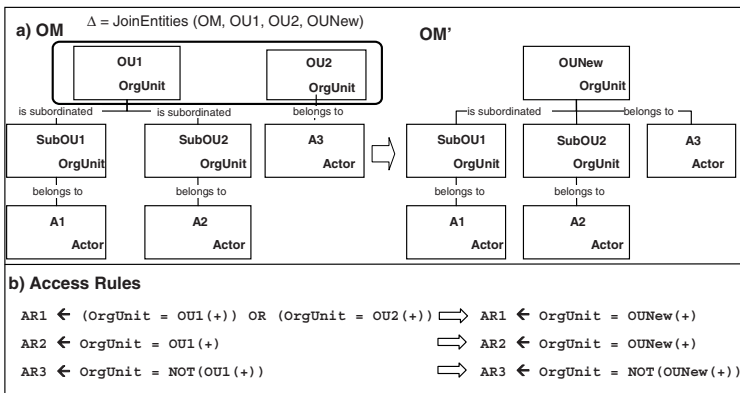 a) OM Δ = JoinEntities (OM, OU1, OU2, OUNew) OM’
OU1 OrgUnit
OU2 OrgUnit
OUNew OrgUnit
is subordinated is subordinated belongs to
is subordinated belongs to
SubOU1 OrgUnit
SubOU2 OrgUnit
A3 Actor
SubOU1 OrgUnit
SubOU2 OrgUnit
A3 Actor
belongs to belongs to
belongs to belongs to
A1 Actor
A2 Actor
A1 Actor
A2 Actor
b) Access Rules
AR1 ← (OrgUnit = OU1(+)) OR (OrgUnit = OU2(+)) ⇨ AR1 ← OrgUnit = OUNew(+)
AR2 ← OrgUnit = OU1(+) ⇨ AR2 ← OrgUnit = OUNew(+)
AR3 ← OrgUnit = NOT(OU1(+)) ⇨ AR3 ← OrgUnit = NOT(OUNew(+))